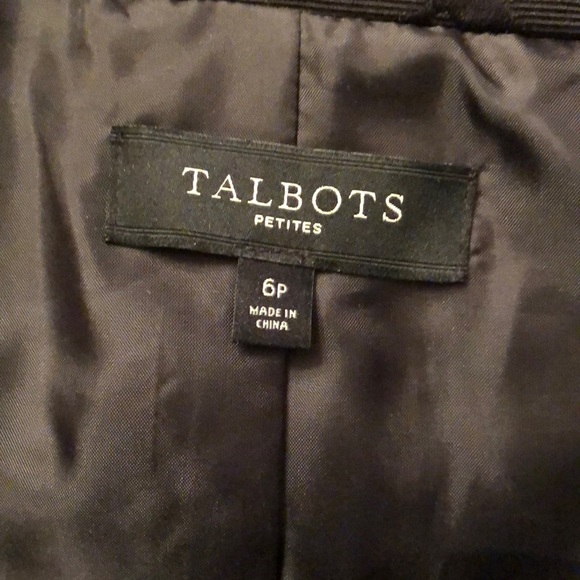 TALBOTS
PETITES
6P
MADE IN
CHINA